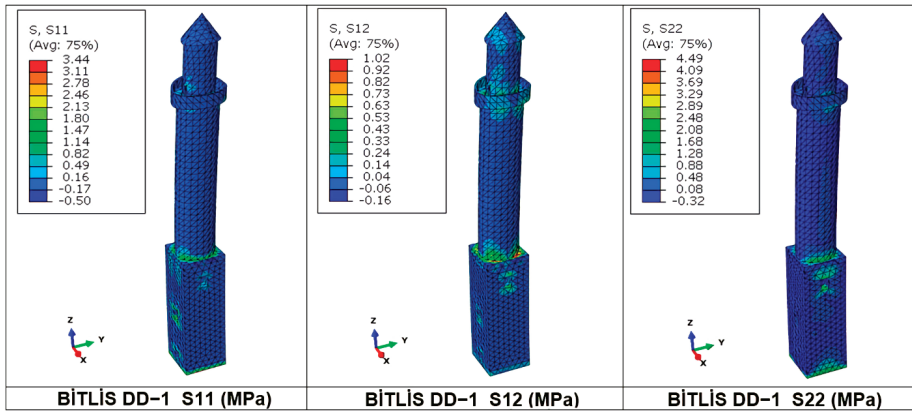 S, S11
(Avg: 75%)
3.44
3.11
2.78
2.46
2.13
1.80
1.47
1.14
0.82
0.49
0.16
-0.17
-0.50
Z
Y
X
BİTLİS DD-1 S11 (MPa)
S, S12
(Avg: 75%)
1.02
0.92
0.82
0.73
0.63
0.53
0.43
0.33
0.24
0.14
0.04
-0.06
-0.16
Z
Y
X
BİTLİS DD-1 S12 (MPa)
S, S22
(Avg: 75%)
4.49
4.09
3.69
3.29
2.89
2.48
2.08
1.68
1.28
0.88
0.48
0.08
-0.32
Z
Y
X
BİTLİS DD-1 S22 (MPa)